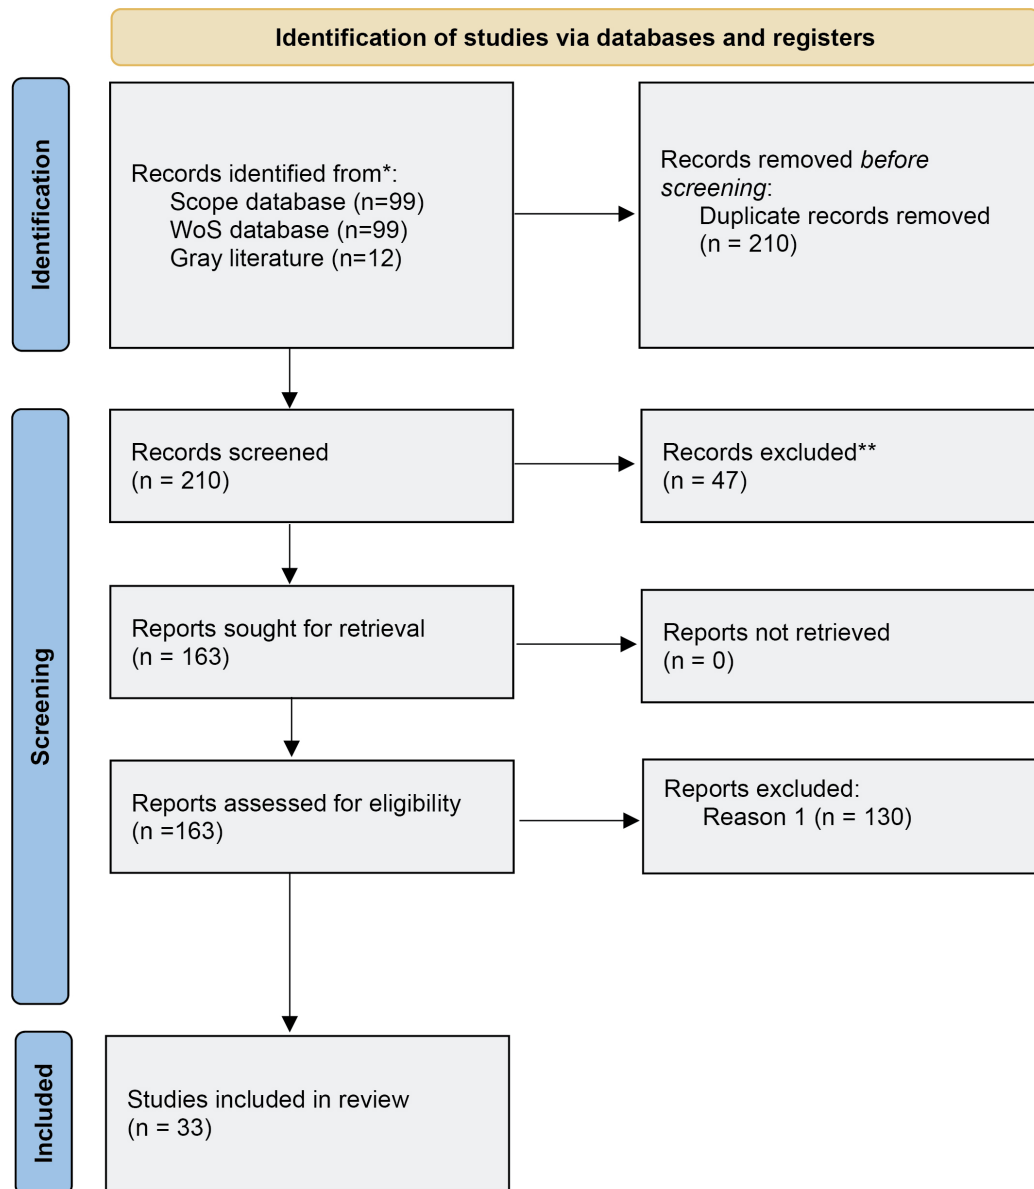 Identification of studies via databases and registers
Identification
Records identified from*:
Scope database (n=99)
WoS database (n=99)
Gray literature (n=12)
Records removed before
screening:
Duplicate records removed
(n = 210)
Screening
Records screened
(n = 210)
Records excluded**
(n = 47)
Reports sought for retrieval
(n = 163)
Reports not retrieved
(n = 0)
Reports assessed for eligibility
(n =163)
Reports excluded:
Reason 1 (n = 130)
Included
Studies included in review
(n = 33)